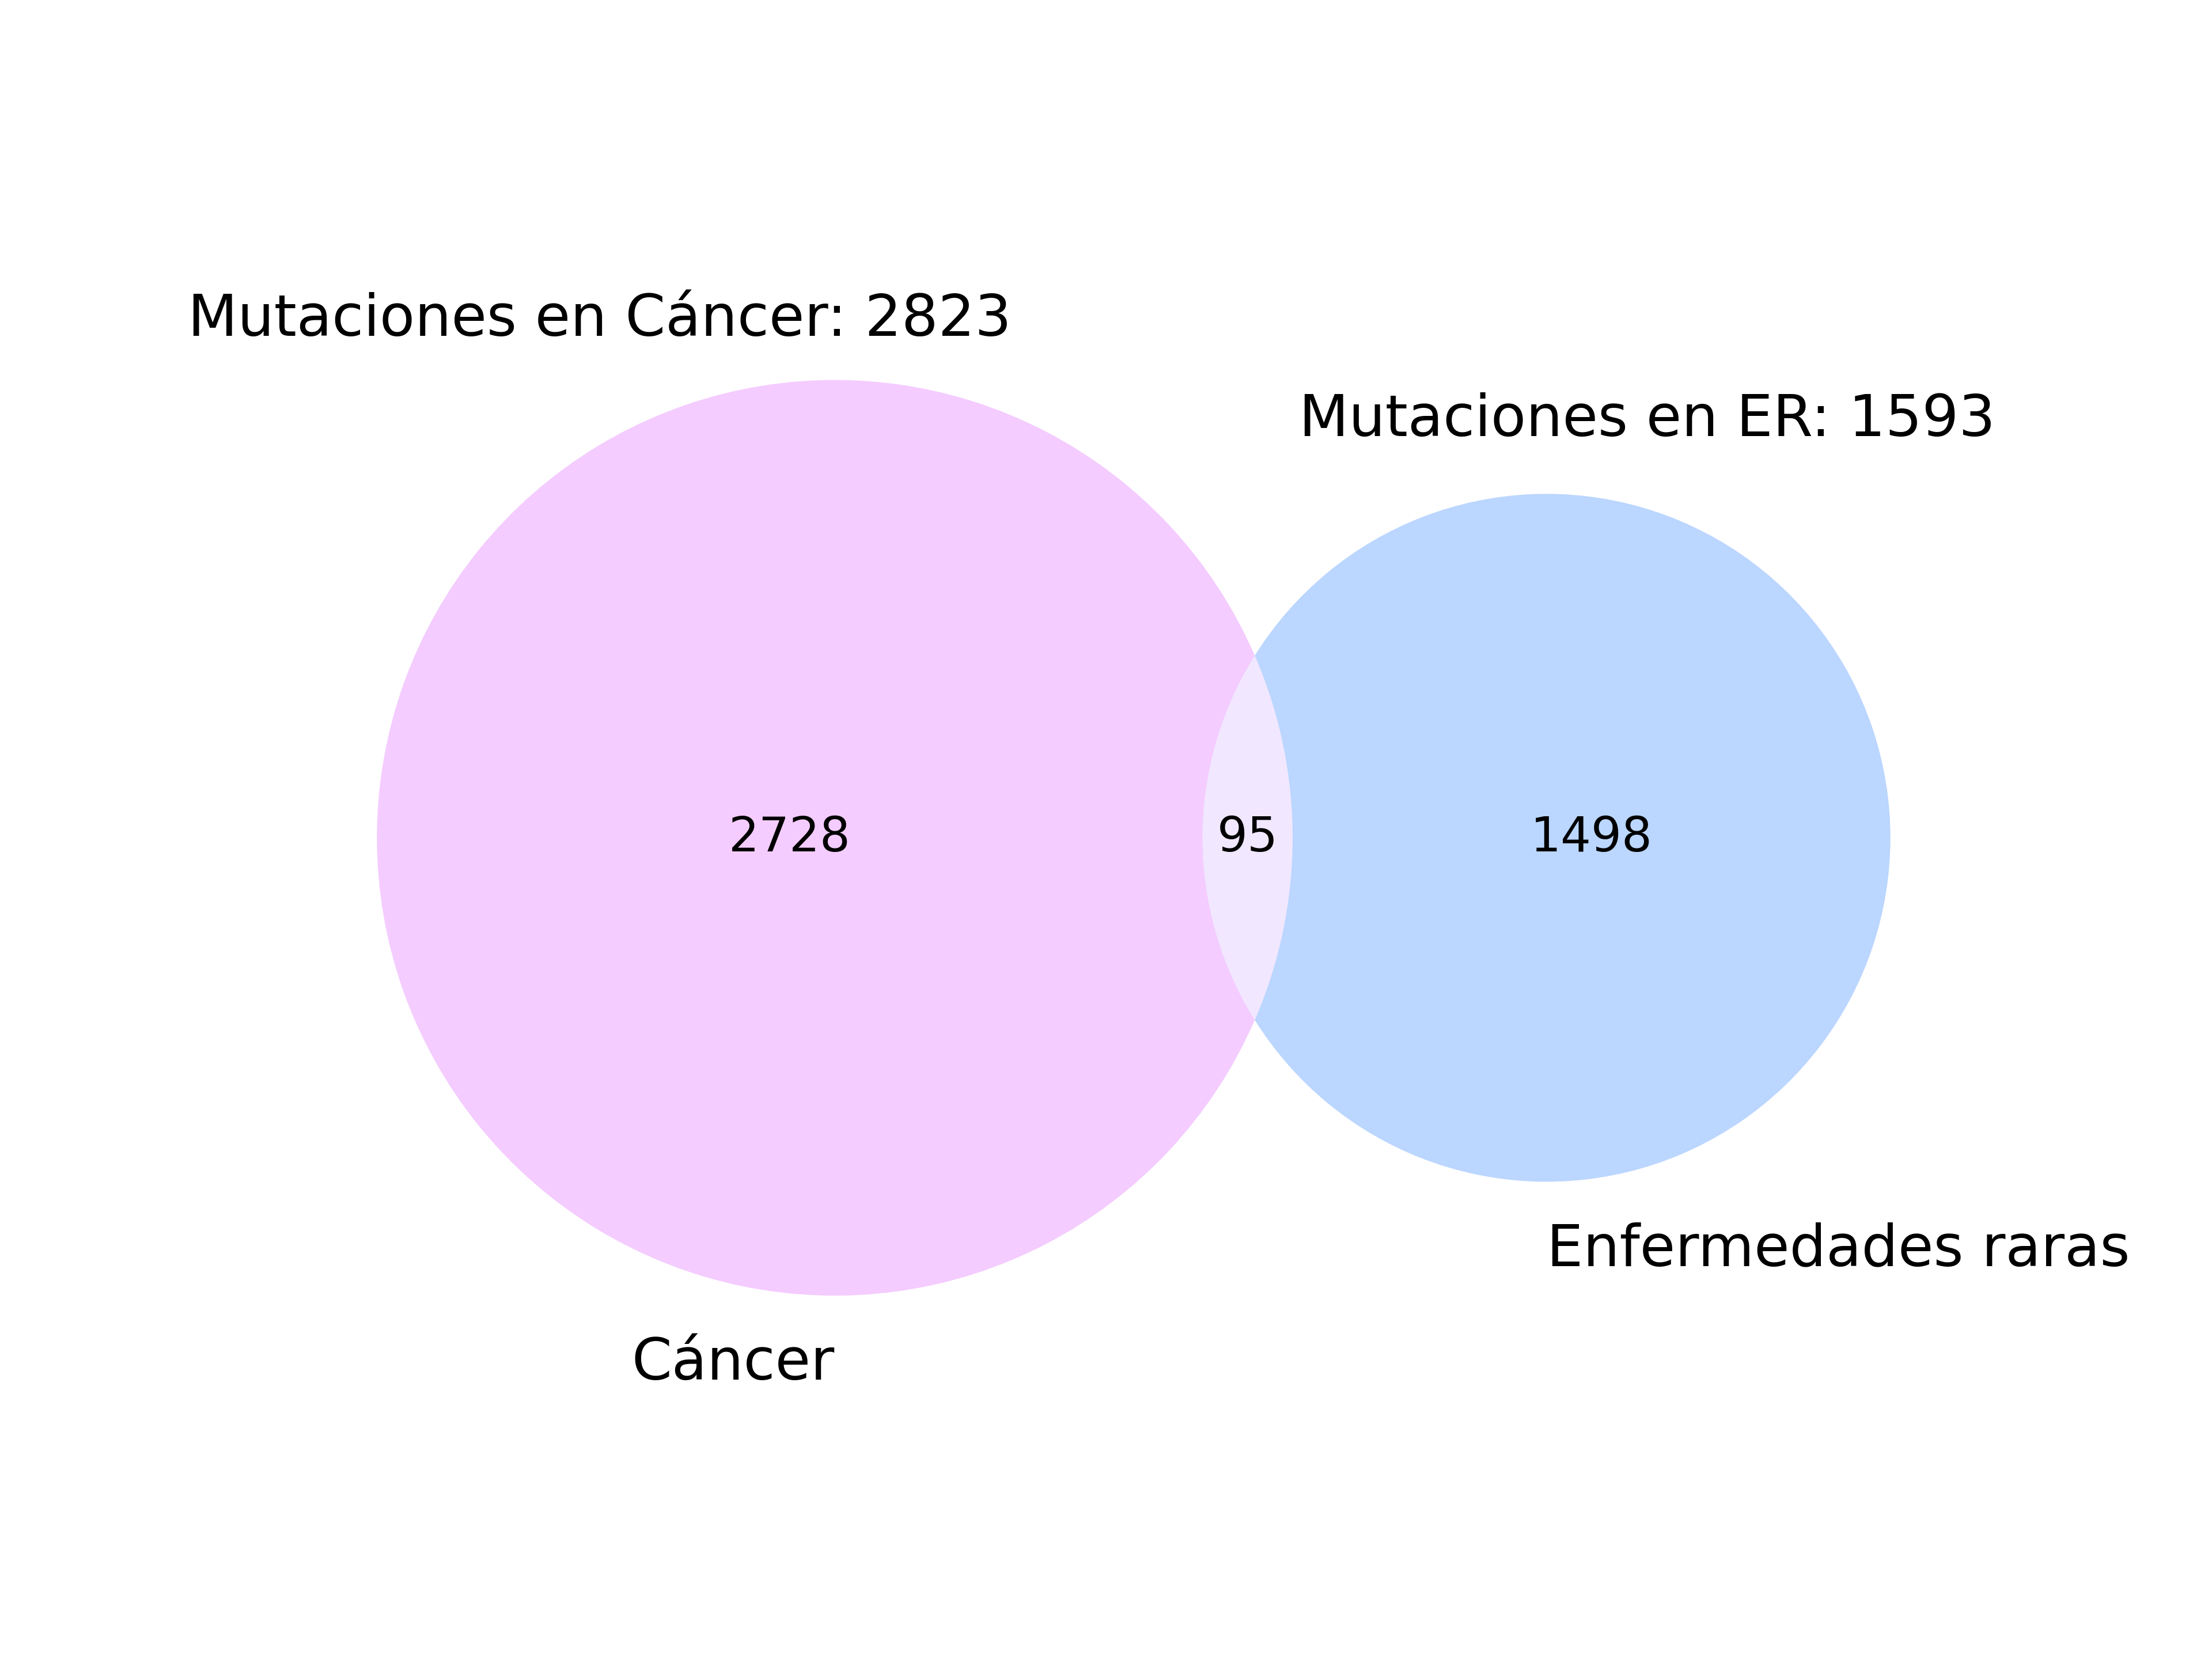 Mutaciones en Cáncer: 2823
Mutaciones en ER: 1593
2728
95
1498
Enfermedades raras
Cáncer